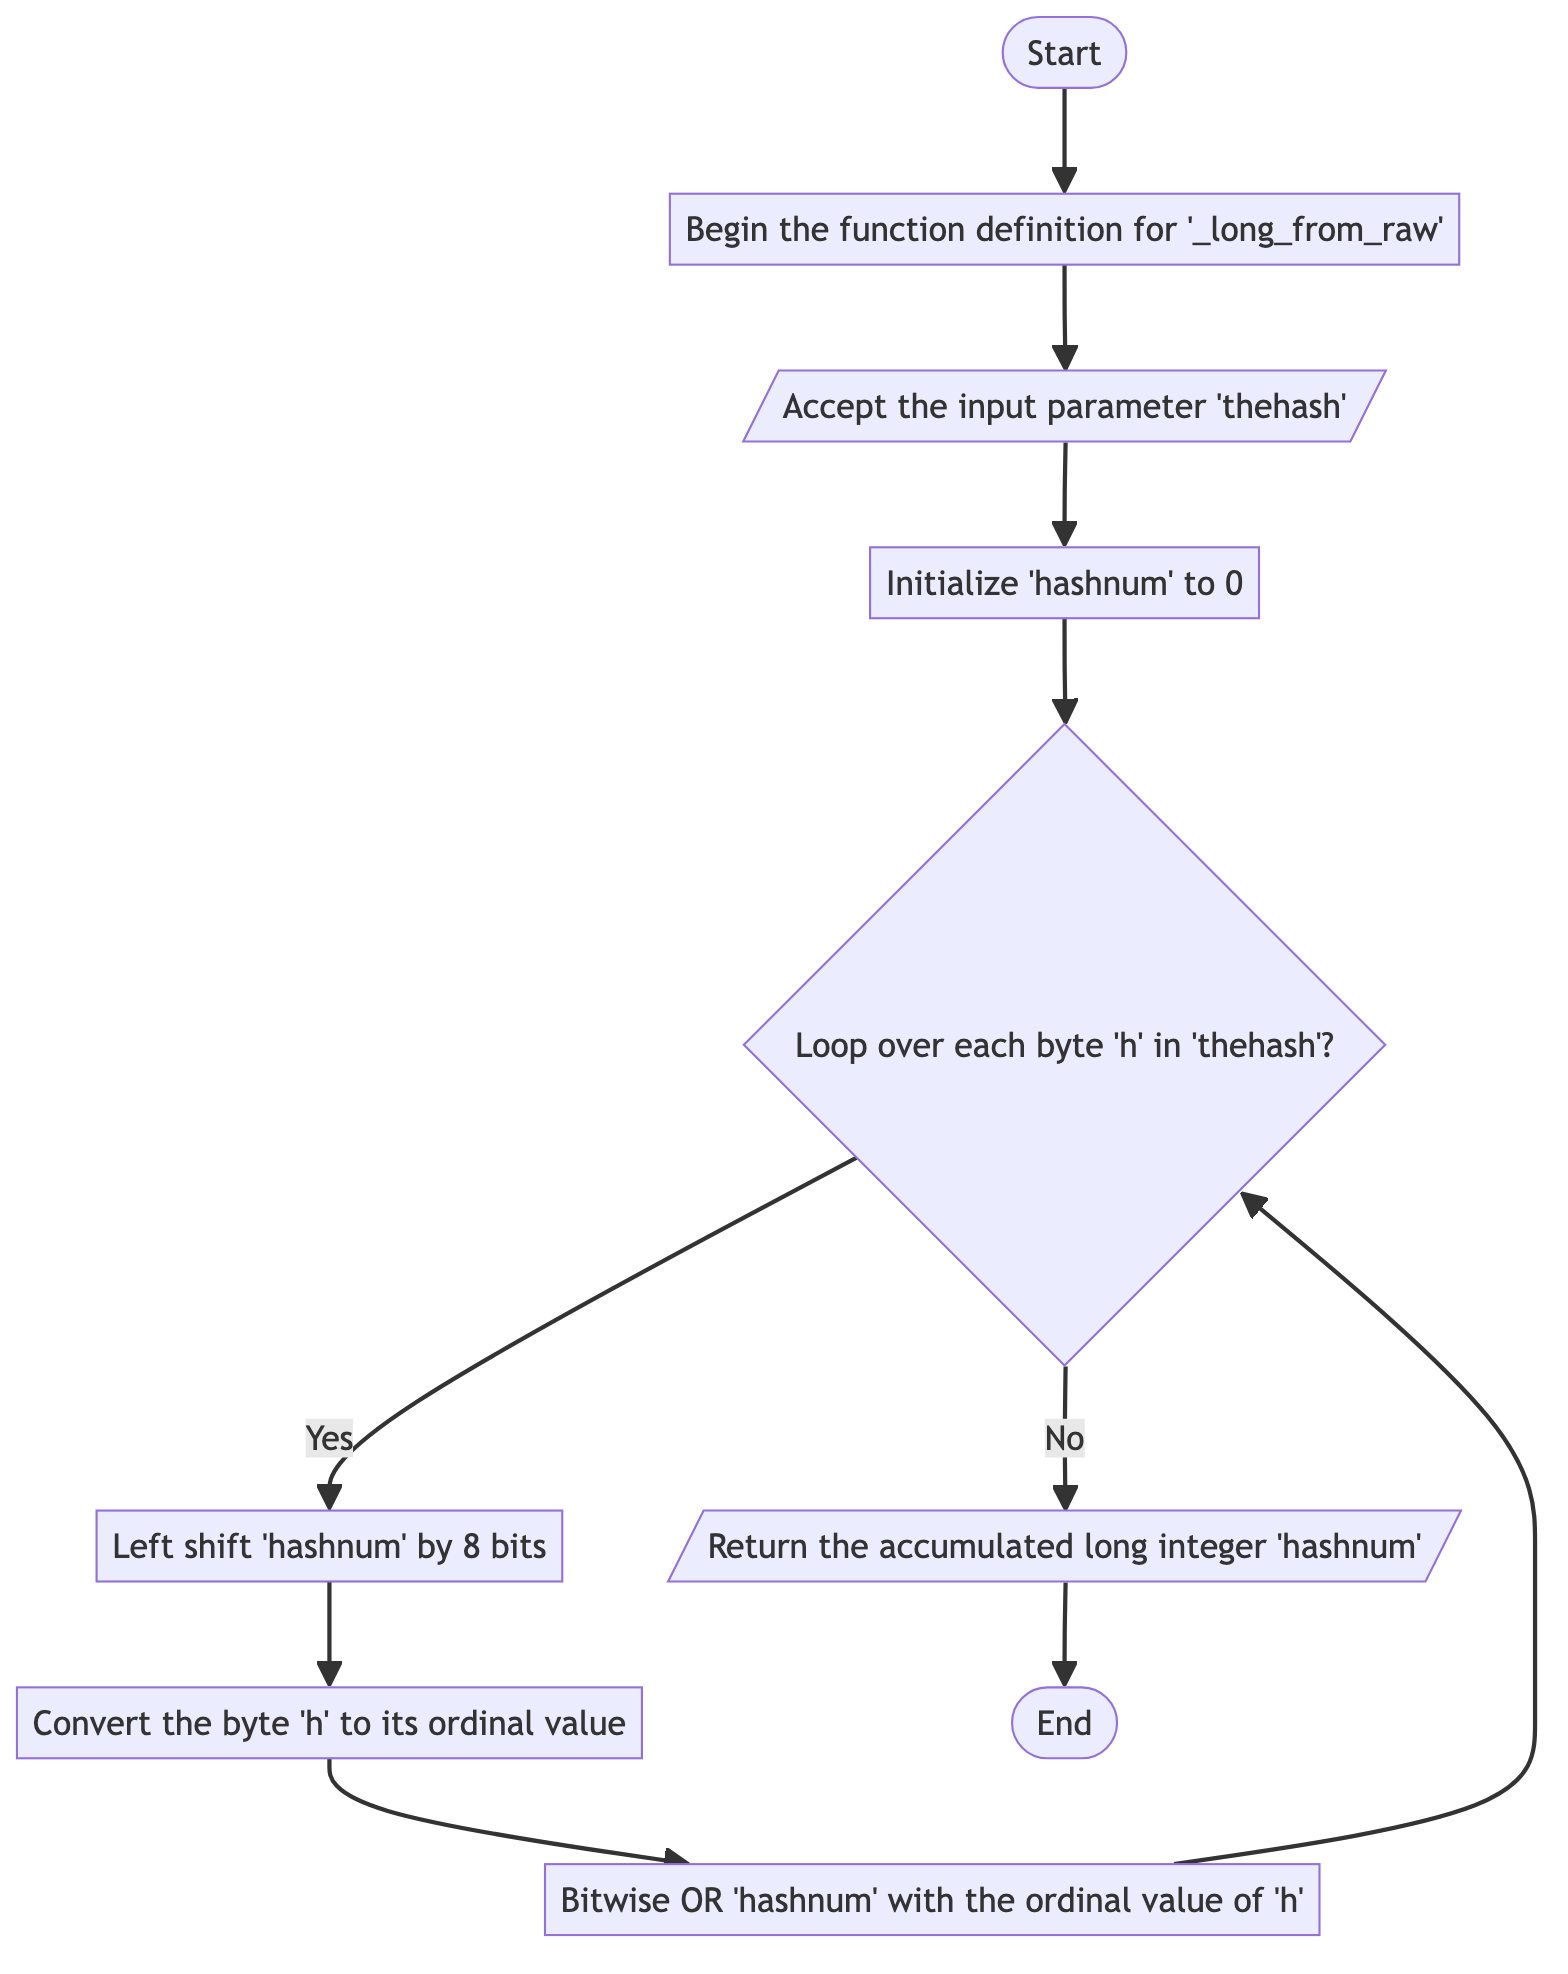 Start
Begin the function definition for '_long_from_raw'
Accept the input parameter 'thehash'
Initialize 'hashnum' to 0
Loop over each byte 'h' in 'thehash'?
Yes
No
Left shift 'hashnum' by 8 bits
Return the accumulated long integer 'hashnum'
Convert the byte 'h' to its ordinal value
End
Bitwise OR 'hashnum' with the ordinal value of 'h'